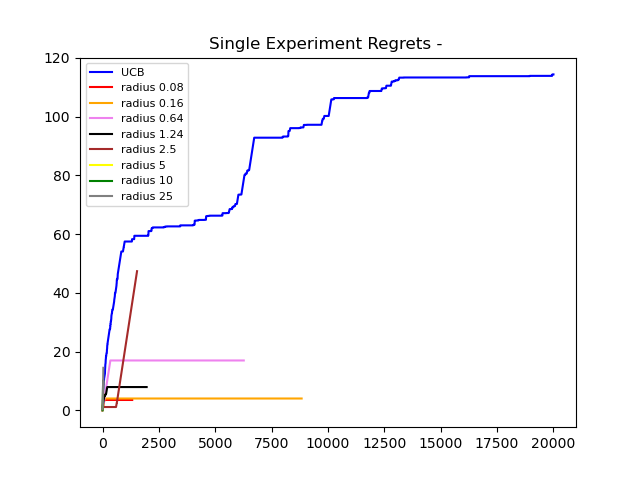 Single Experiment Regrets -
120
100
80
60
40
20
0
UCB
radius 0.08
radius 0.16
radius 0.64
radius 1.24
radius 2.5
radius 5
radius 10
radius 25
0 2500 5000 7500 10000 12500 15000 17500 20000